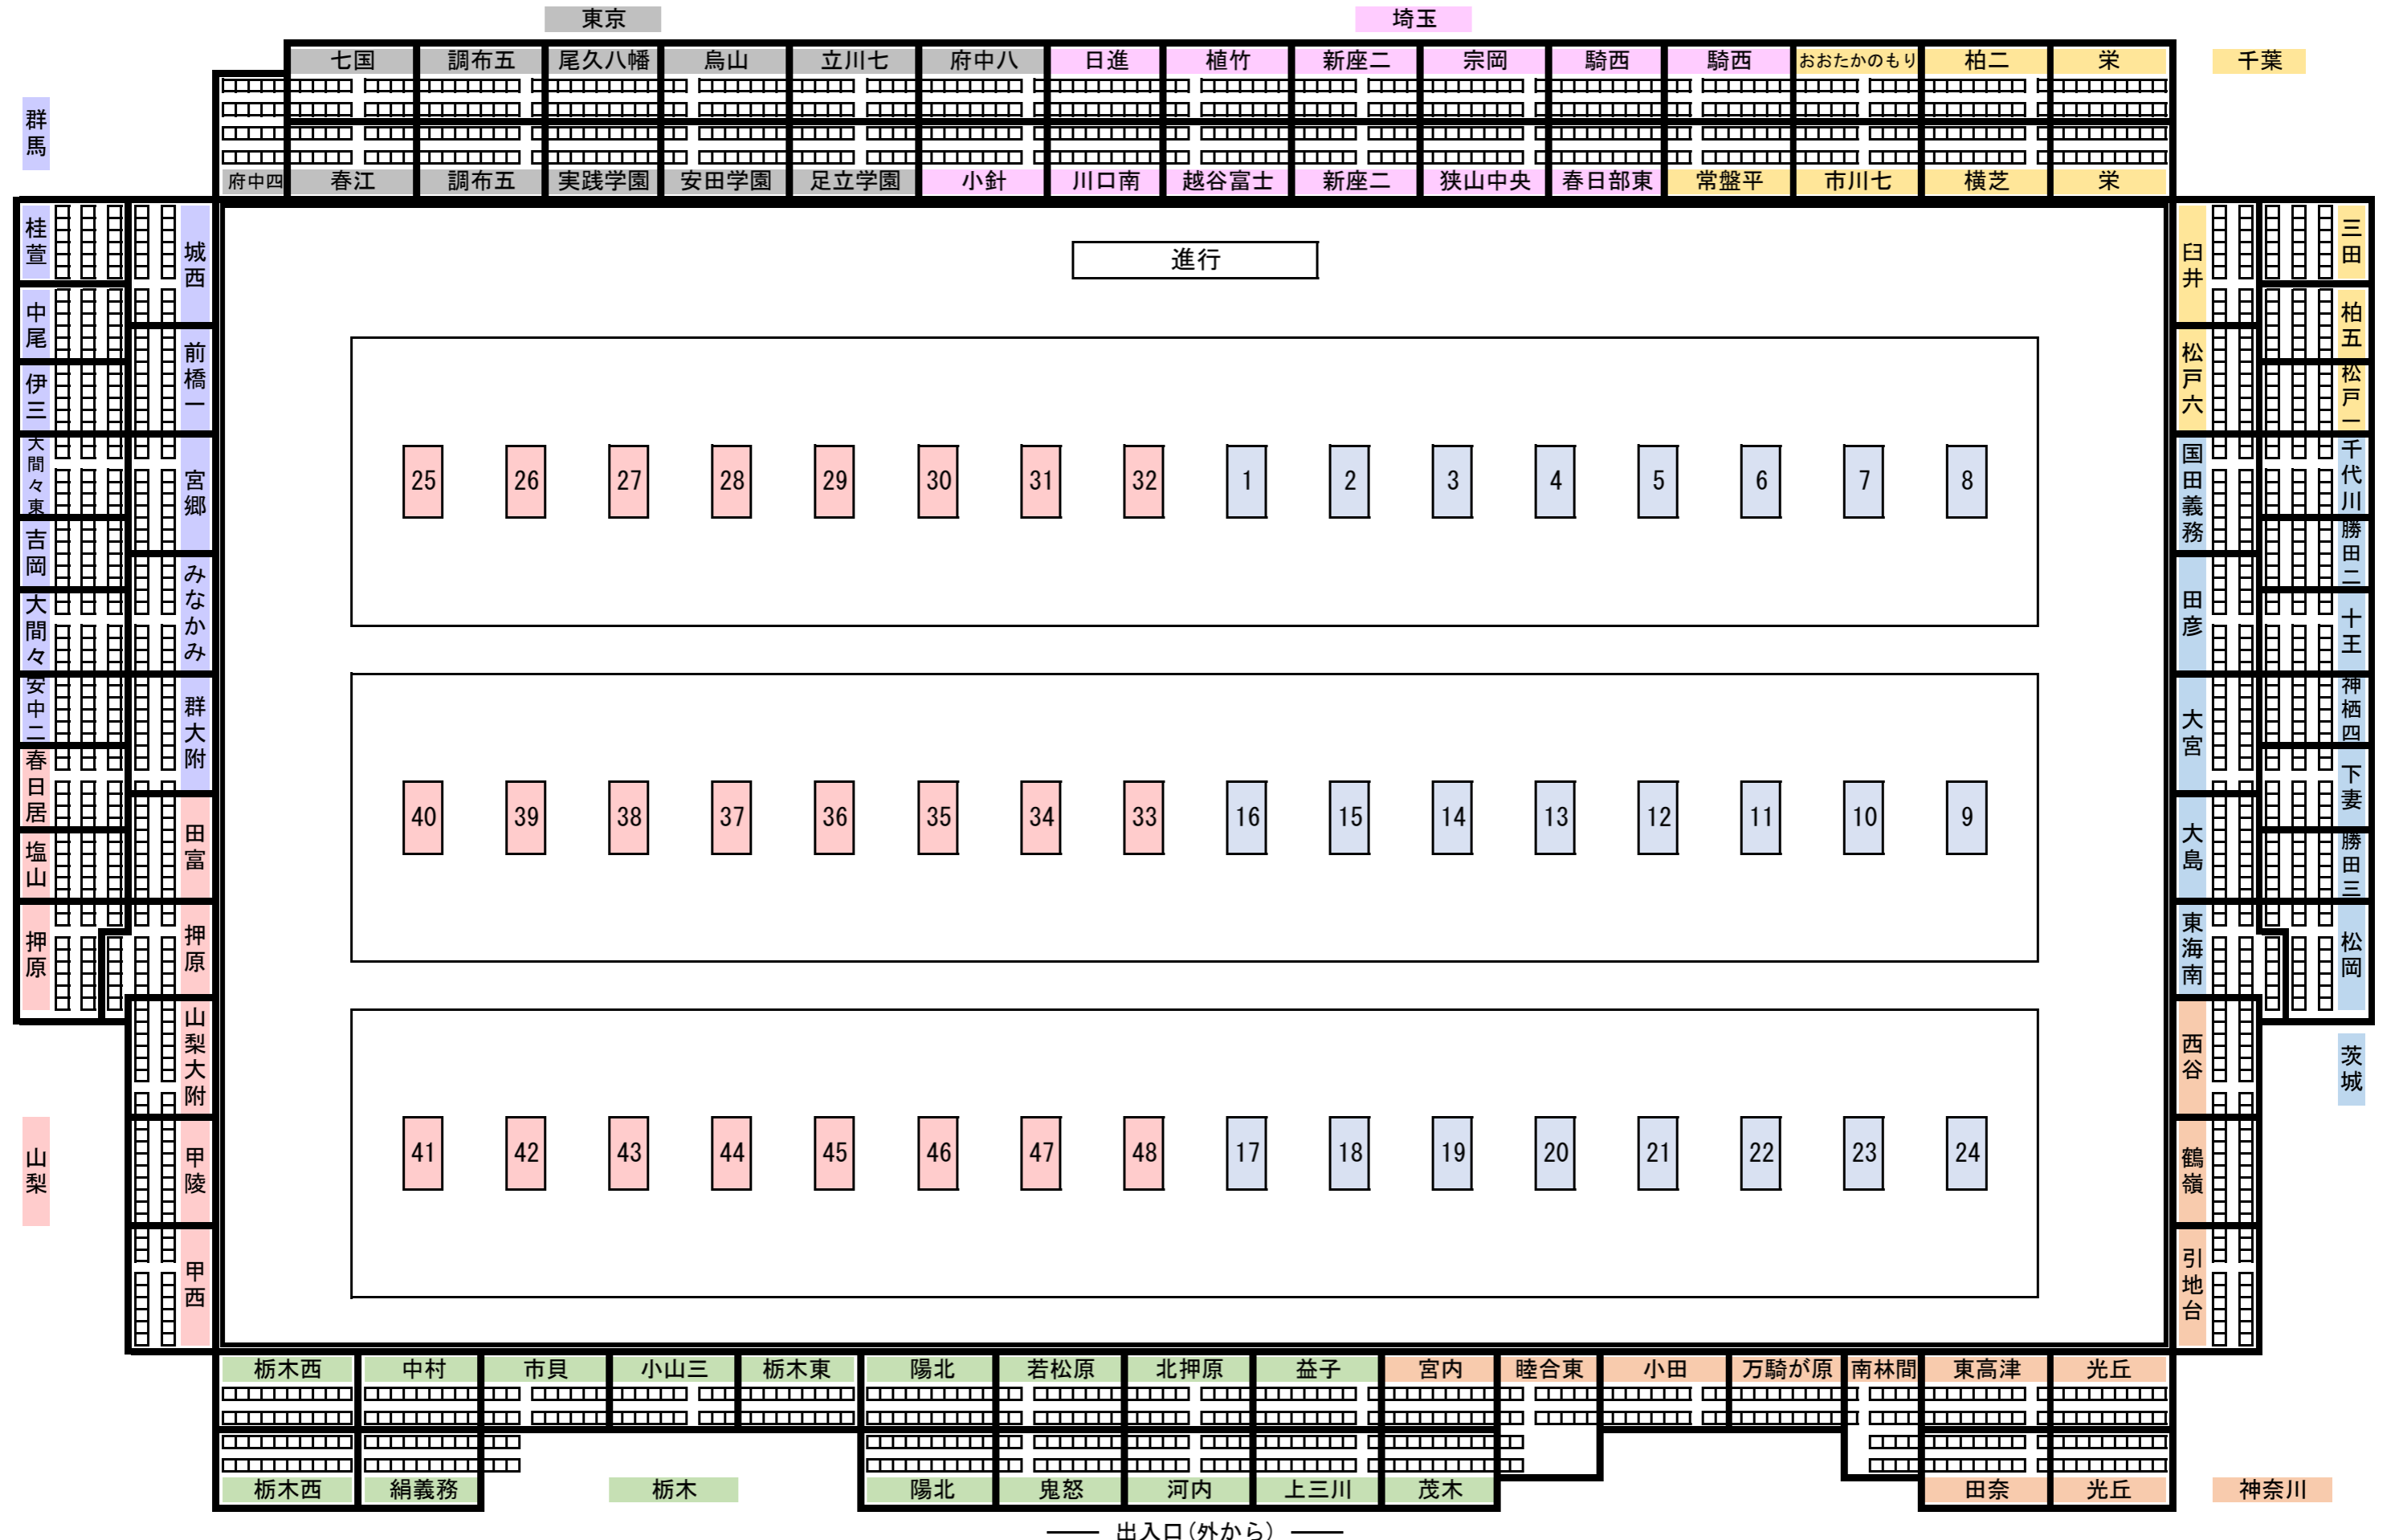 東京 埼玉
七国 調布五 尾久八幡 烏山 立川七 府中八 日進 植竹 新座二 宗岡 騎西 騎西 おおたかのもり 柏二 栄 千葉
群馬
府中四 春江 調布五 実践学園 安田学園 足立学園 小針 川口南 越谷富士 新座二 狭山中央 春日部東 常盤平 市川七 横芝 栄
桂萱
中尾
伊三
大間々東
吉岡
大間々
安中二
春日居
塩山
押原
山梨
城西
前橋一
宮郷
みなかみ
群大附
田富
押原
山梨大附
甲陵
甲西
進行
25 26 27 28 29 30 31 32 1 2 3 4 5 6 7 8
40 39 38 37 36 35 34 33 16 15 14 13 12 11 10 9
41 42 43 44 45 46 47 48 17 18 19 20 21 22 23 24
臼井
松戸六
国田義務
田彦
大宮
大島
東海南
西谷
鶴嶺
引地台
三田
柏五
松戸一
千代川
勝田二
十王
神栖四
下妻
勝田三
松岡
茨城
栃木西 中村 市貝 小山三 栃木東 陽北 若松原 北押原 益子 宮内 睦合東 小田 万騎が原 南林間 東高津 光丘
栃木西 絹義務 栃木 陽北 鬼怒 河内 上三川 茂木 田奈 光丘 神奈川
出入口(外から)